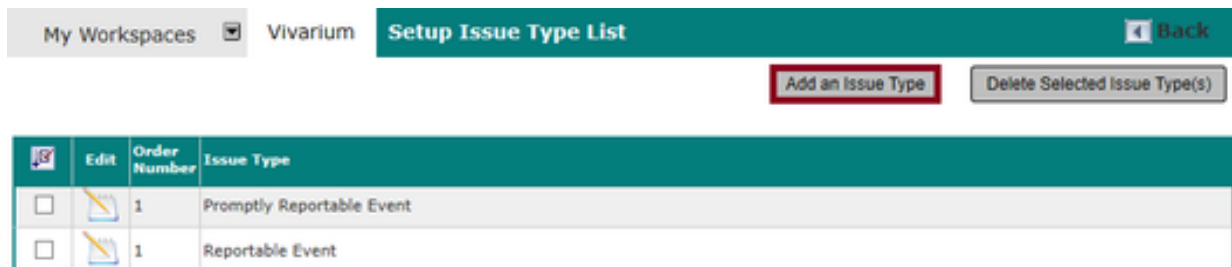 My Workspaces Vivarium Setup Issue Type List Back
Add an Issue Type Delete Selected Issue Type(s)
Edit Order Number Issue Type
1 Promptly Reportable Event
1 Reportable Event